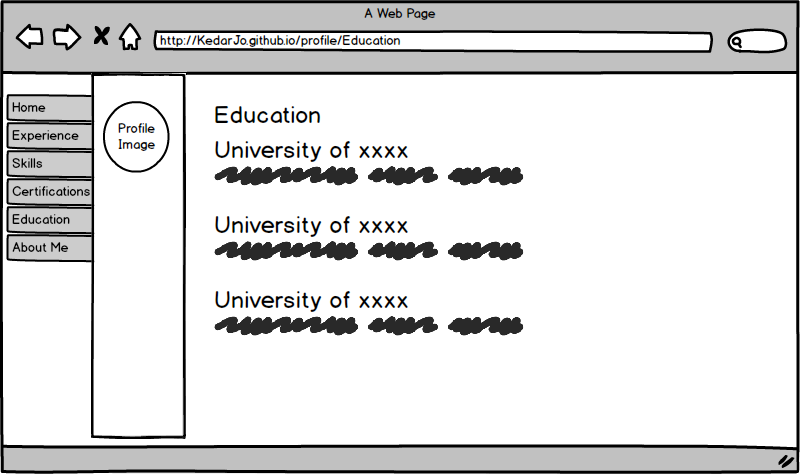 A Web Page
http://KedarJo.github.io/profile/Education
Home
Experience
Skills
Certifications
Education
About Me
Profile
Image
Education
University of xxxx
University of xxxx
University of xxxx